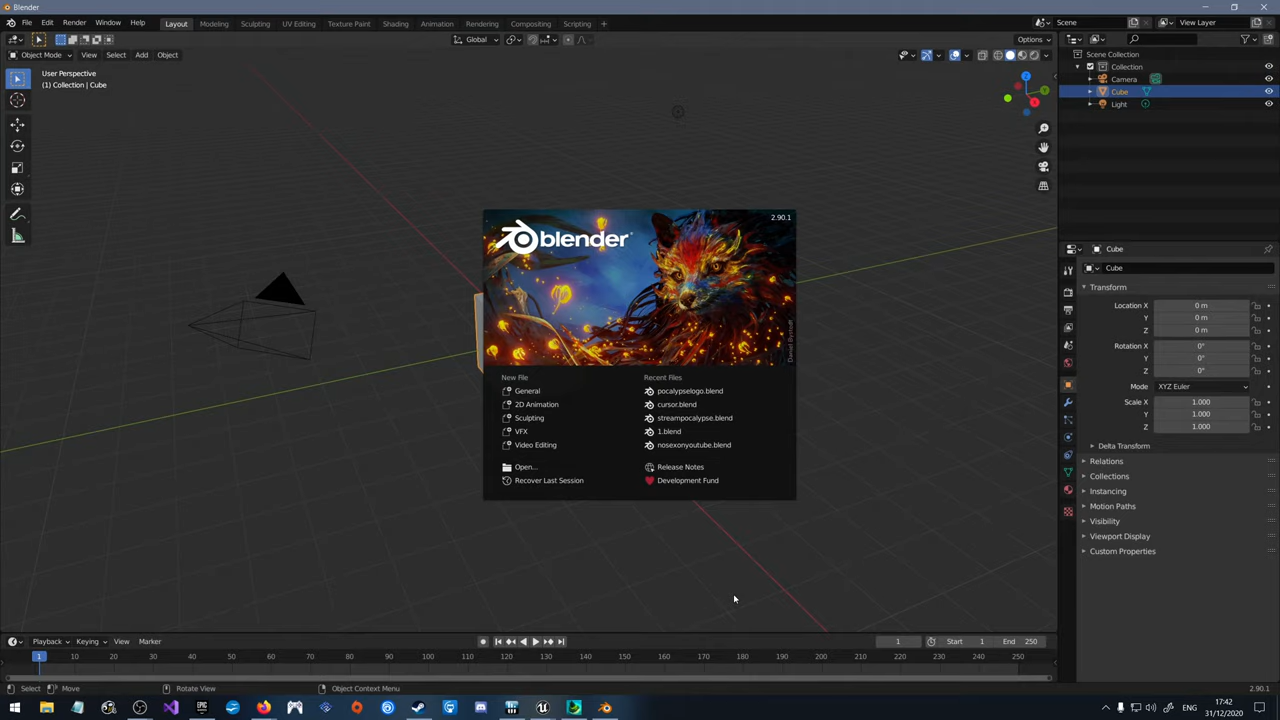 Blender
File Edit Render Window Help Layout Modeling Sculpting UV Editing Texture Paint Shading Animation Rendering Compositing Scripting + Scene View Layer
Global Options
Object Mode View Select Add Object
User Perspective
(1) Collection | Cube
Scene Collection
Collection
Camera
Cube
Light
2.90.1
blender
Daniel Bystedt
New File
General
2D Animation
Sculpting
VFX
Video Editing
Open...
Recover Last Session
Recent Files
pocalypselogo.blend
cursor.blend
streampocalypse.blend
1.blend
nosexonyoutube.blend
Release Notes
Development Fund
Cube
Cube
Transform
Location X 0 m
Y 0 m
Z 0 m
Rotation X 0°
Y 0°
Z 0°
Mode XYZ Euler
Scale X 1.000
Y 1.000
Z 1.000
Delta Transform
Relations
Collections
Instancing
Motion Paths
Visibility
Viewport Display
Custom Properties
Playback Keying View Marker 1 Start 1 End 250
1 10 20 30 40 50 60 70 80 90 100 110 120 130 140 150 160 170 180 190 200 210 220 230 240 250
Select Move Rotate View Object Context Menu 2.90.1
ENG 17:42
31/12/2020